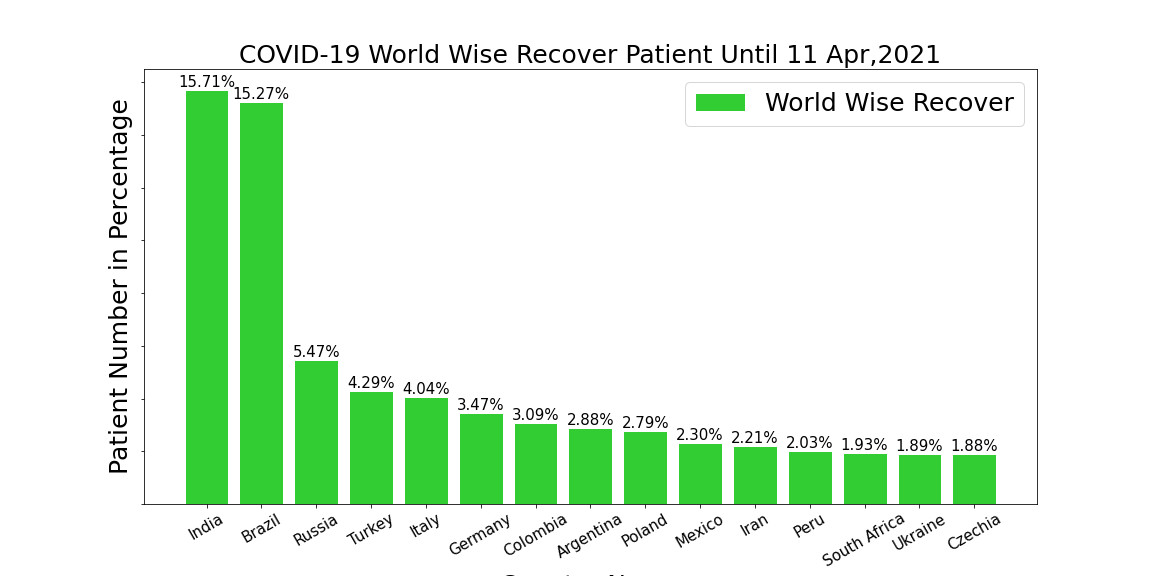 COVID-19 World Wise Recover Patient Until 11 Apr,2021
World Wise Recover
Patient Number in Percentage
15.71%
15.27%
5.47%
4.29%
4.04%
3.47%
3.09%
2.88%
2.79%
2.30%
2.21%
2.03%
1.93%
1.89%
1.88%
India
Brazil
Russia
Turkey
Italy
Germany
Colombia
Argentina
Poland
Mexico
Iran
Peru
South Africa
Ukraine
Czechia